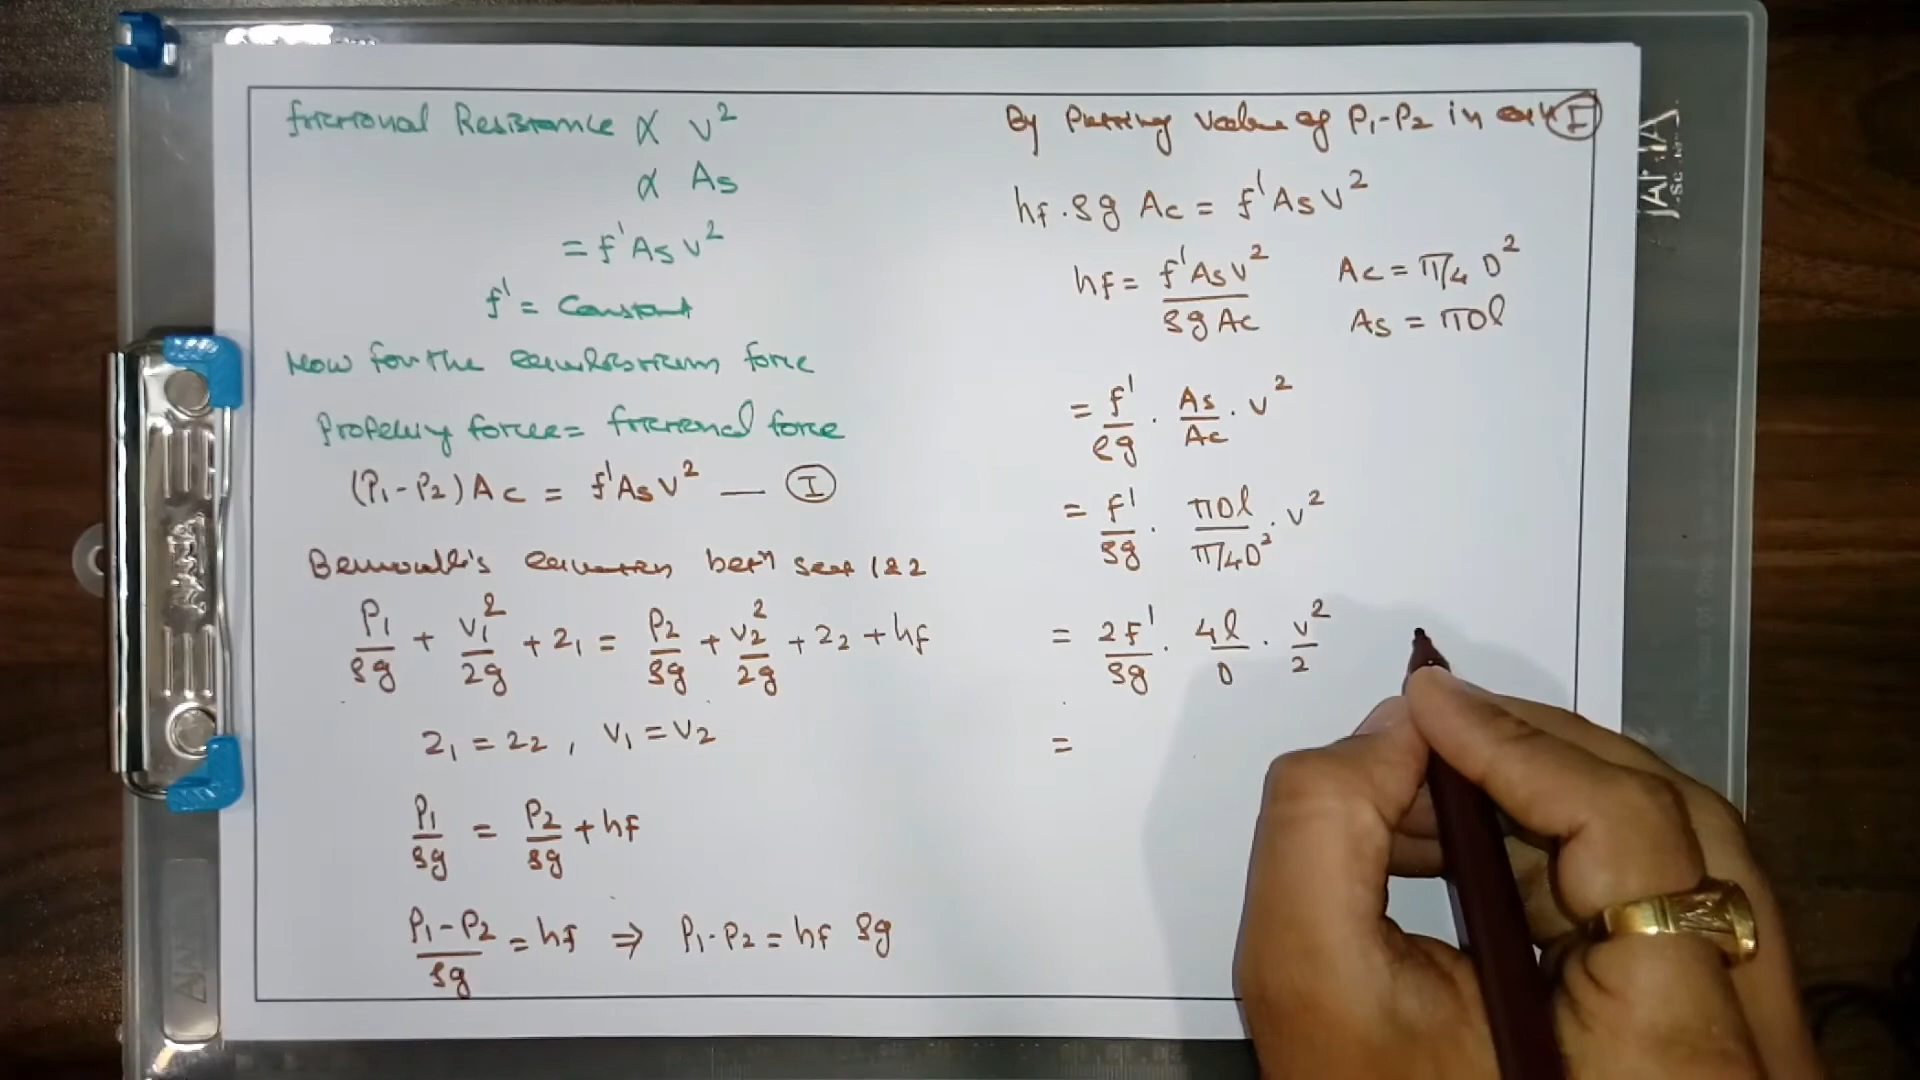 frictional Resistance ∝ v²
∝ As
= f' As v²
f' = Constant
Now for the equilibrium force
Propelling force = frictional force
(P₁ - P₂) Ac = f' As v² — (I)
Bernoulli's equation betn sect 1 & 2
P₁/ρg + v₁²/2g + z₁ = P₂/ρg + v₂²/2g + z₂ + hf
z₁ = z₂ , v₁ = v₂
P₁/ρg = P₂/ρg + hf
(P₁ - P₂)/ρg = hf ⇒ P₁ - P₂ = hf ρg
By Putting value of P₁-P₂ in eqn (I)
hf . ρg Ac = f' As v²
hf = f' As v² / ρg Ac
Ac = π/4 D²
As = πDl
= f'/ρg . As/Ac . v²
= f'/ρg . πDl / π/4 D² . v²
= 2f'/ρg . 4l/D . v²/2
=